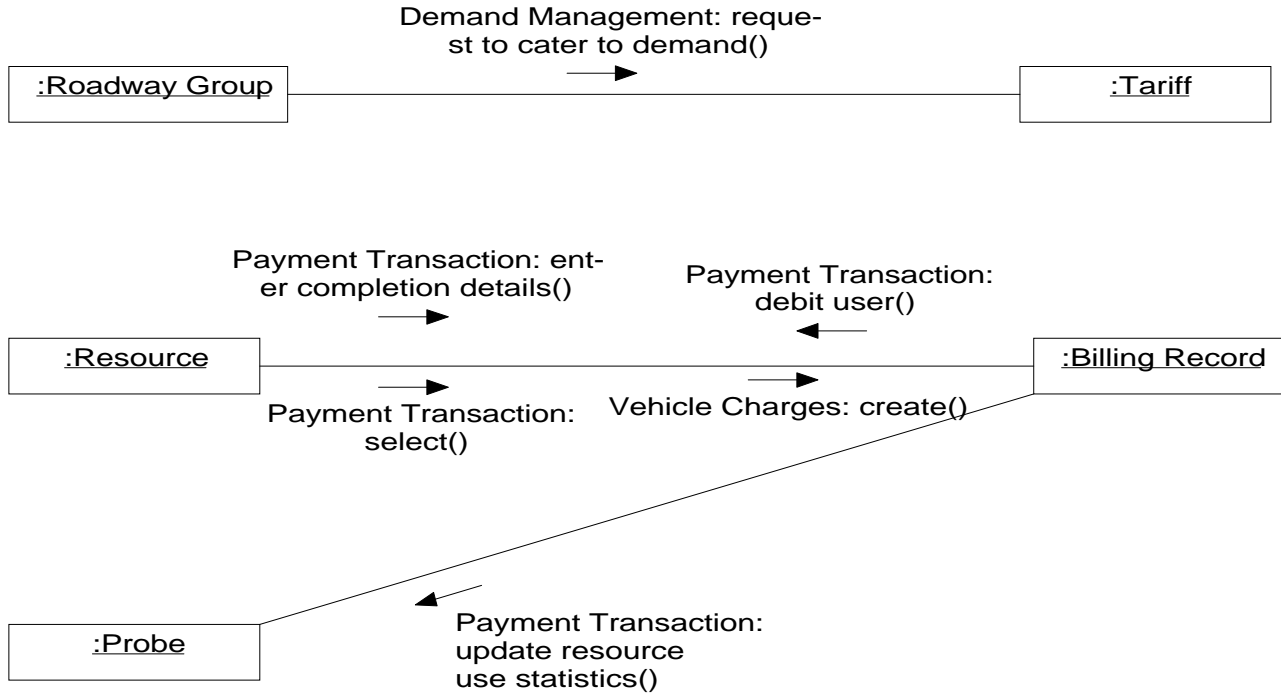 Demand Management: reque-
st to cater to demand()
:Roadway Group
:Tariff
Payment Transaction: ent-
er completion details()
Payment Transaction:
debit user()
:Resource
:Billing Record
Payment Transaction:
select()
Vehicle Charges: create()
:Probe
Payment Transaction:
update resource
use statistics()